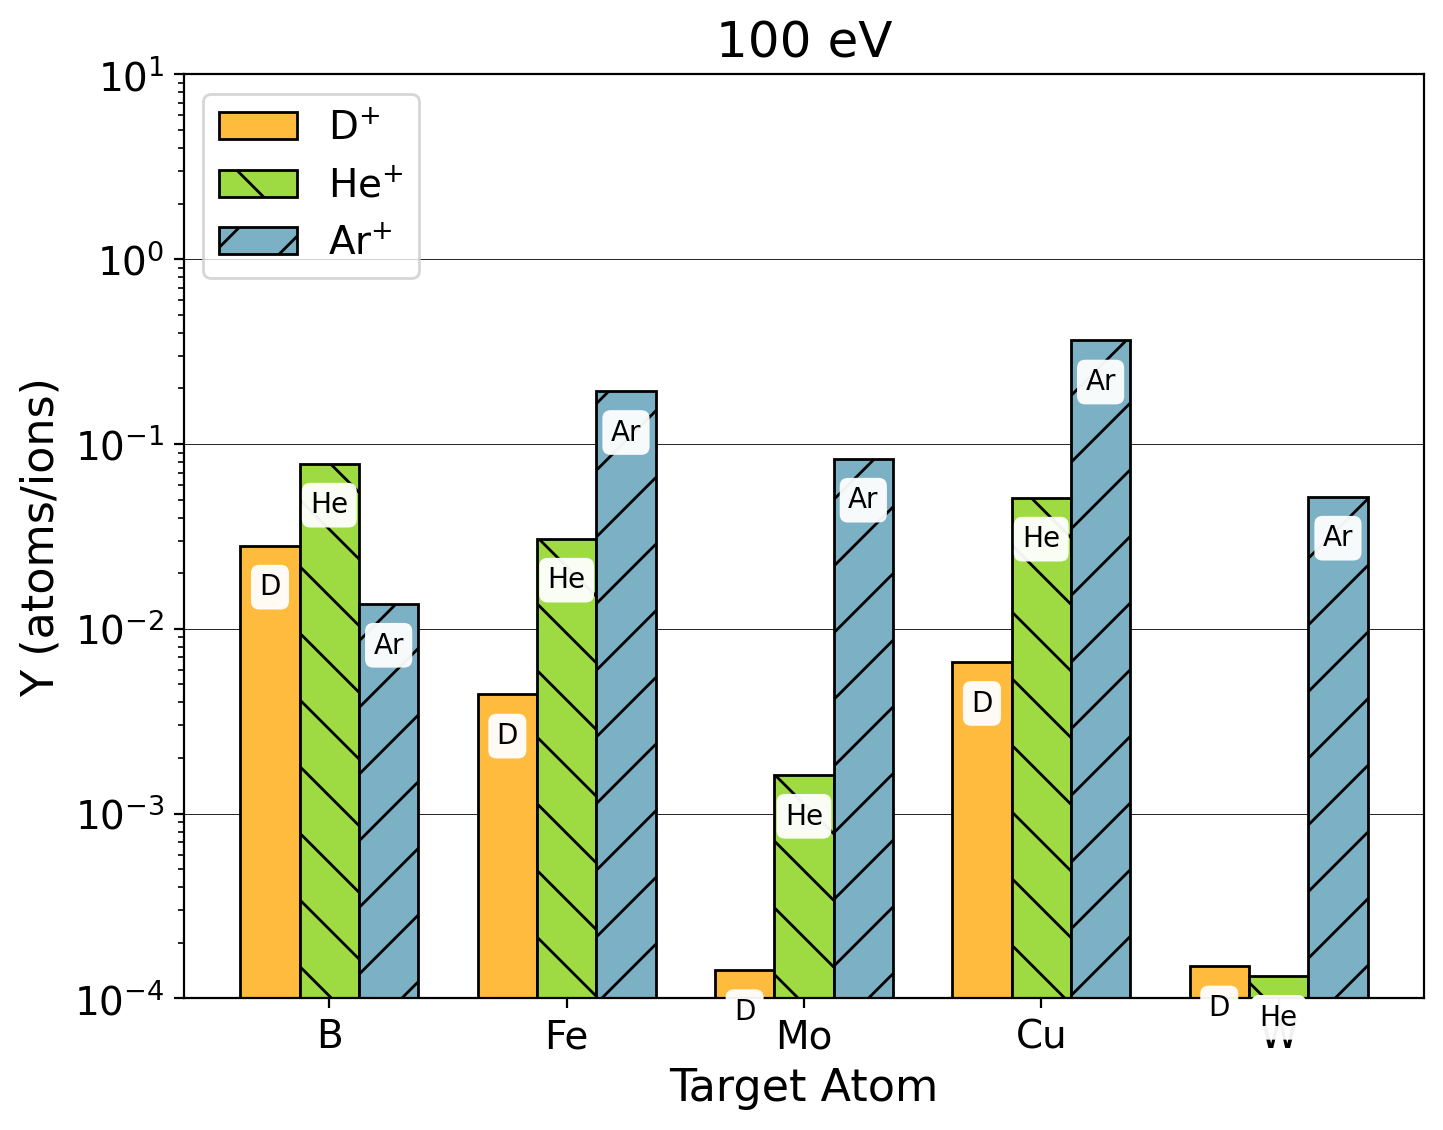 100 eV
10¹
10⁰
10⁻¹
10⁻²
10⁻³
10⁻⁴
Y (atoms/ions)
D⁺
He⁺
Ar⁺
D
He
Ar
D
He
Ar
D
He
Ar
D
He
Ar
D
He
Ar
B Fe Mo Cu W
Target Atom